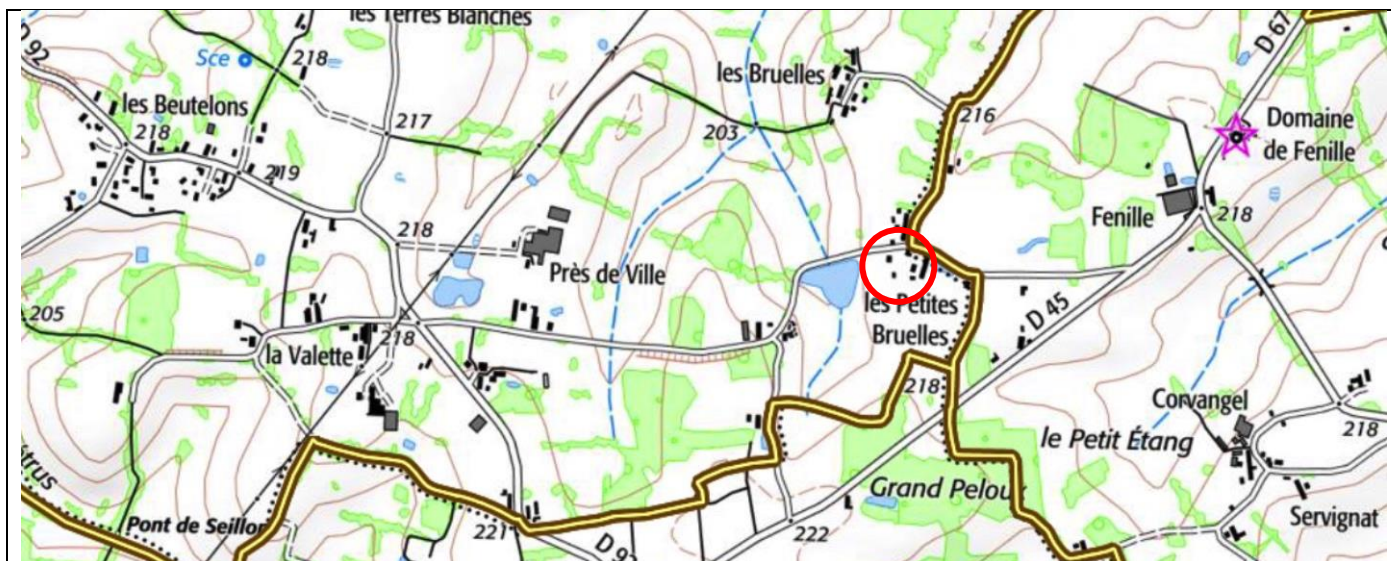 les Terres Blanches
D 92
Sce
218
les Bruelles
D 67
les Beutelons
218
217
203
216
Domaine
de Fenille
219
218
Fenille
218
Près de Ville
205
les Petites
Bruelles
D 45
la Valette
218
218
Corvangel
le Petit Étang
218
Grand Peloux
Pont de Seillon
221
222
Servignat